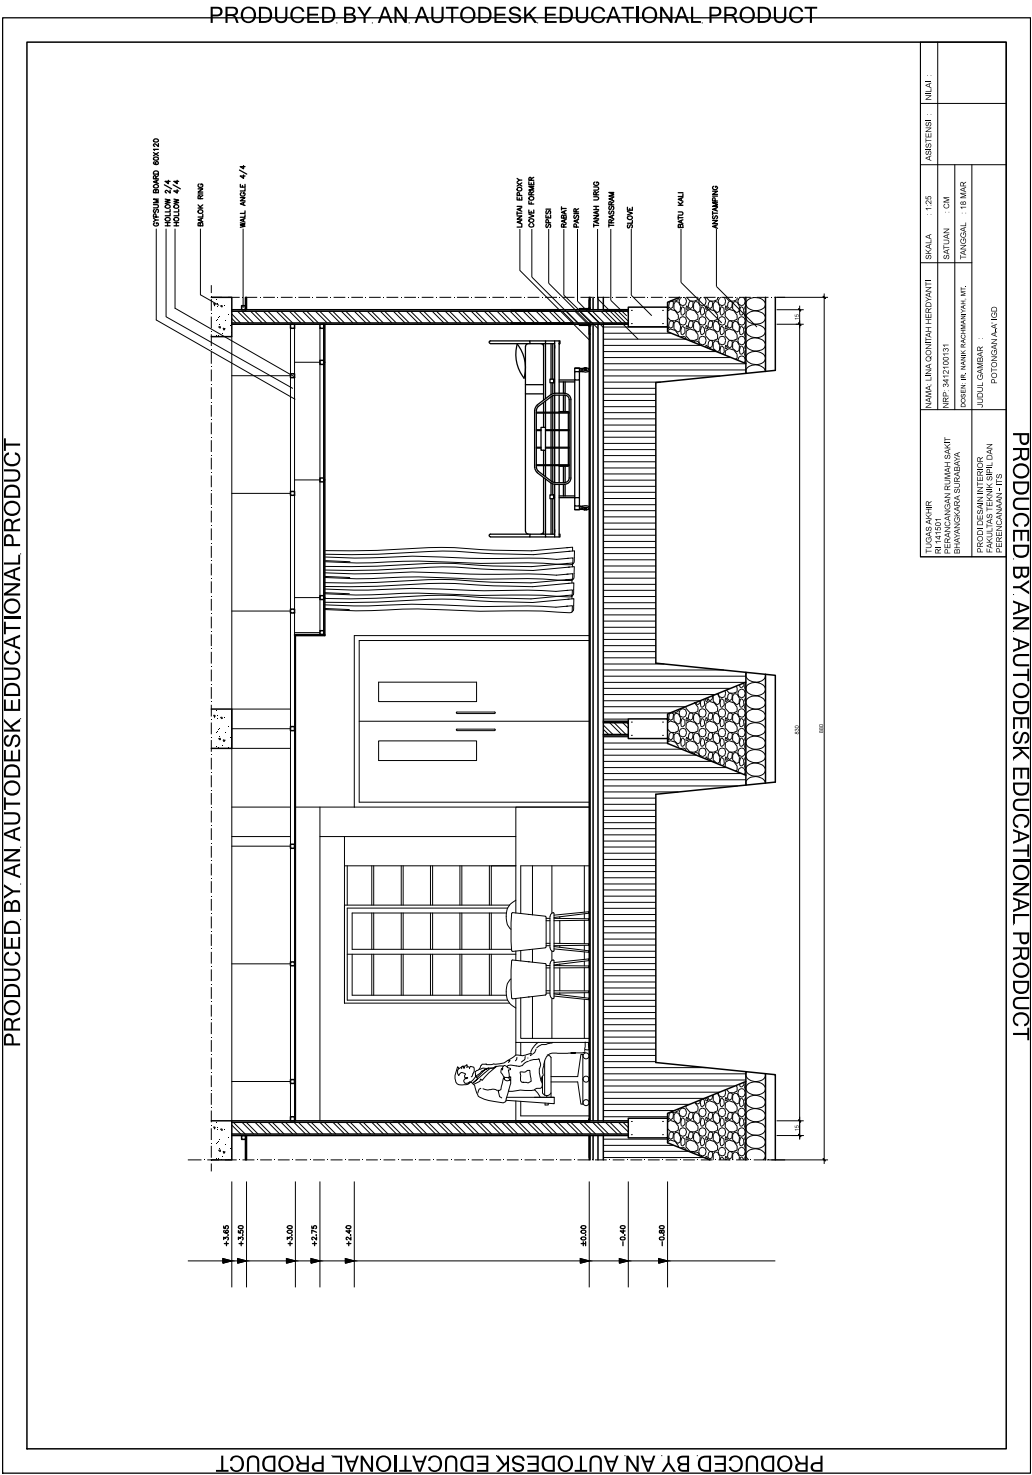 PRODUCED BY AN AUTODESK EDUCATIONAL PRODUCT
PRODUCED BY AN AUTODESK EDUCATIONAL PRODUCT
PRODUCED BY AN AUTODESK EDUCATIONAL PRODUCT
PRODUCED BY AN AUTODESK EDUCATIONAL PRODUCT
GYPSUM BOARD 60X120
HOLLOW 2/4
HOLLOW 4/4
BALOK RING
WALL ANGLE 4/4
LANTAI EPOXY
COVE FORMER
SPESI
RABAT
PASIR
TANAH URUG
TRASSRAM
SLOVE
BATU KALI
ANSTAMPING
+3.65
+3.50
+3.00
+2.75
+2.40
±0.00
-0.40
-0.80
15
830
15
880
TUGAS AKHIR
RI 141501
PERANCANGAN RUMAH SAKIT
BHAYANGKARA SURABAYA
PRODI DESAIN INTERIOR
FAKULTAS TEKNIK SIPIL DAN
PERENCANAAN - ITS
NAMA: LINA QONITAH HERDYANTI
NRP: 3412100131
DOSEN: IR. NANIK RACHMANIYAH, MT.
JUDUL GAMBAR :
POTONGAN A-A' IGD
SKALA : 1:25
SATUAN : CM
TANGGAL : 18 MAR
ASISTENSI :
NILAI :